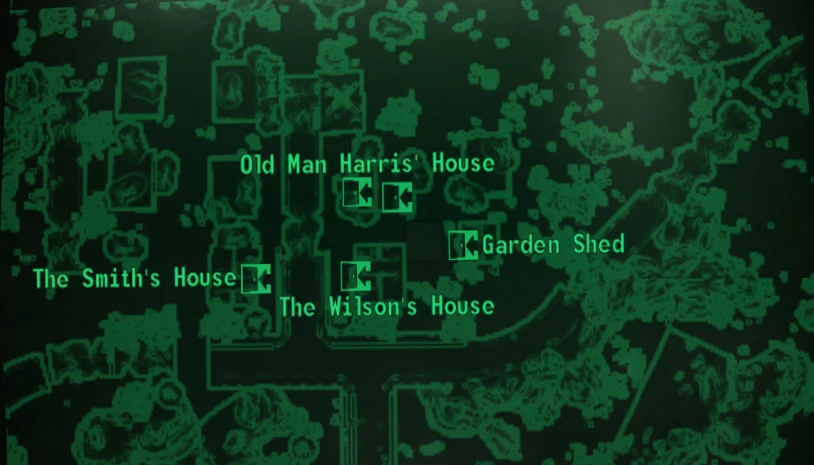 Old Man Harris' House
Garden Shed
The Smith's House
The Wilson's House